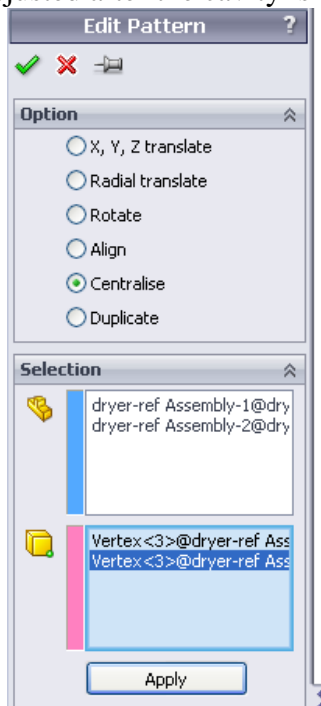 Edit Pattern ?
Option
X, Y, Z translate
Radial translate
Rotate
Align
Centralise
Duplicate
Selection
dryer-ref Assembly-1@dry
dryer-ref Assembly-2@dry
Vertex<3>@dryer-ref Ass
Vertex<3>@dryer-ref Ass
Apply